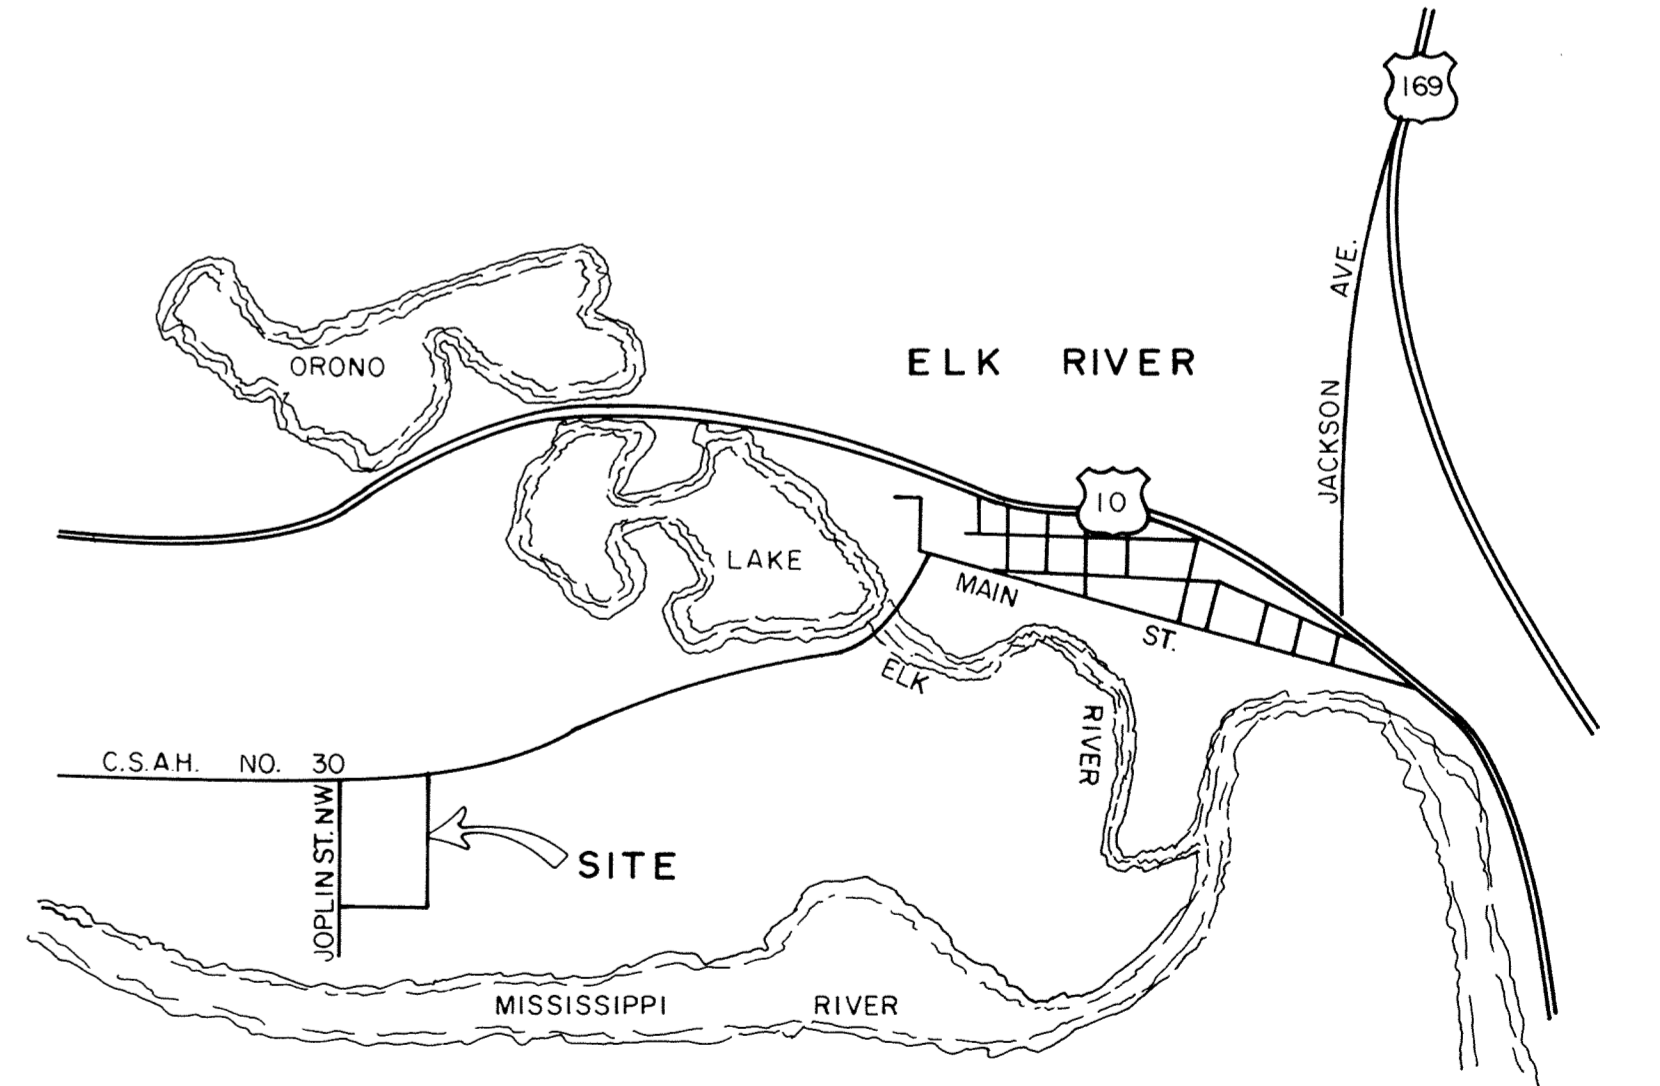 169
AVE.
ORONO
ELK RIVER
JACKSON
10
LAKE
MAIN
ST.
ELK
RIVER
C.S.A.H. NO. 30
JOPLIN ST. NW
SITE
MISSISSIPPI RIVER